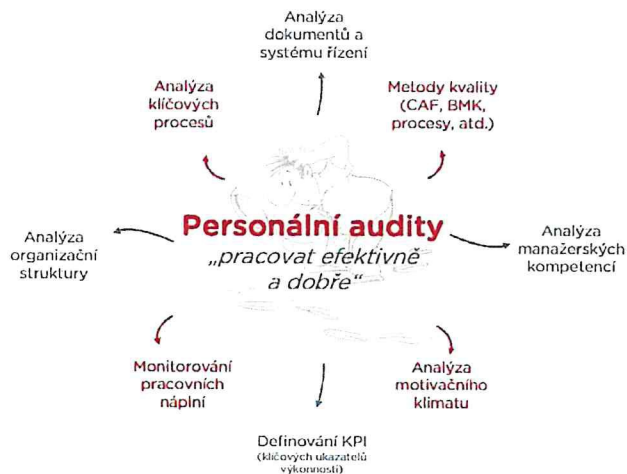 Analýza
dokumentů a
systému řízení
Analýza
klíčových
procesů
Metody kvality
(CAF, BMK,
procesy, atd.)
Personální audity
„pracovat efektivně
a dobře“
Analýza
organizační
struktury
Analýza
manažerských
kompetencí
Monitorování
pracovních
náplní
Analýza
motivačního
klimatu
Definování KPI
(klíčových ukazatelů
výkonnosti)